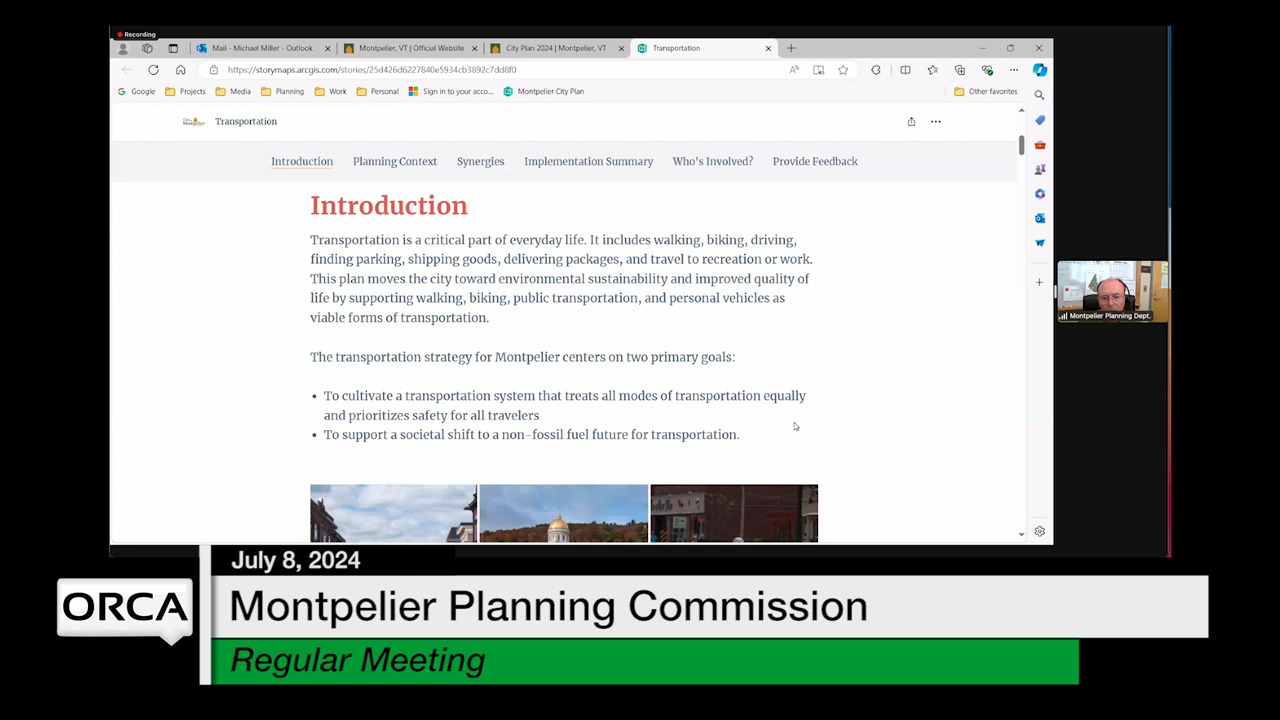 Recording
Mail - Michael Miller - Outlook
Montpelier, VT | Official Website
City Plan 2024 | Montpelier, VT
Transportation
https://storymaps.arcgis.com/stories/25d426d6227840e5934cb3892c7dd8f0
Google
Projects
Media
Planning
Work
Personal
Sign in to your acco...
Montpelier City Plan
Other favorites
Transportation
Introduction
Planning Context
Synergies
Implementation Summary
Who's Involved?
Provide Feedback
Introduction
Transportation is a critical part of everyday life. It includes walking, biking, driving,
finding parking, shipping goods, delivering packages, and travel to recreation or work.
This plan moves the city toward environmental sustainability and improved quality of
life by supporting walking, biking, public transportation, and personal vehicles as
viable forms of transportation.
The transportation strategy for Montpelier centers on two primary goals:
• To cultivate a transportation system that treats all modes of transportation equally
and prioritizes safety for all travelers
• To support a societal shift to a non-fossil fuel future for transportation.
Montpelier Planning Dept.
July 8, 2024
ORCA
Montpelier Planning Commission
Regular Meeting